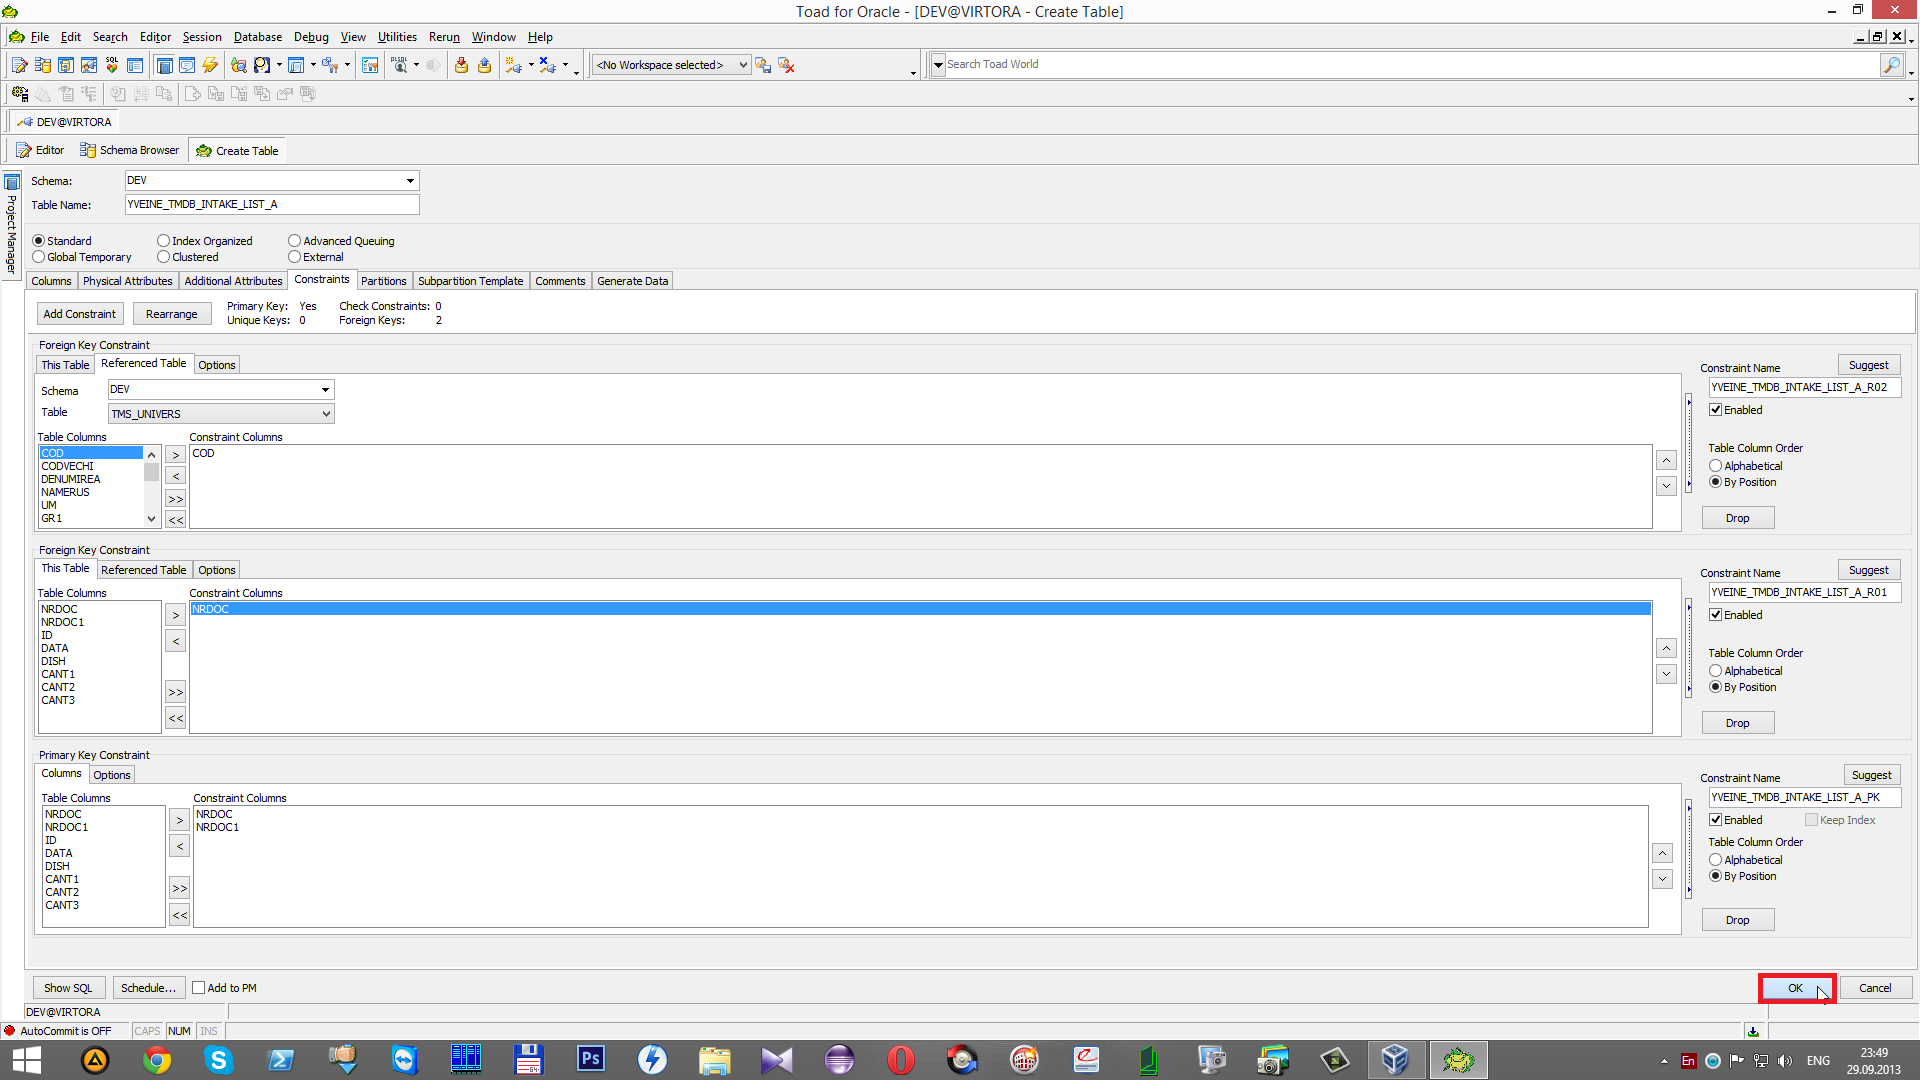 Toad for Oracle - [DEV@VIRTORA - Create Table]
File Edit Search Editor Session Database Debug View Utilities Rerun Window Help
<No Workspace selected> Search Toad World
DEV@VIRTORA
Editor Schema Browser Create Table
Project Manager
Schema: DEV
Table Name: YVEINE_TMDB_INTAKE_LIST_A
Standard Index Organized Advanced Queuing
Global Temporary Clustered External
Columns Physical Attributes Additional Attributes Constraints Partitions Subpartition Template Comments Generate Data
Add Constraint Rearrange
Primary Key: Yes Check Constraints: 0
Unique Keys: 0 Foreign Keys: 2
Foreign Key Constraint
This Table Referenced Table Options
Schema DEV
Table TMS_UNIVERS
Table Columns Constraint Columns
COD
CODVECHI
DENUMIREA
NAMERUS
UM
GR1
>
<
>>
<<
COD
Constraint Name Suggest
YVEINE_TMDB_INTAKE_LIST_A_R02
Enabled
Table Column Order
Alphabetical
By Position
Drop
Foreign Key Constraint
This Table Referenced Table Options
Table Columns Constraint Columns
NRDOC
NRDOC1
ID
DATA
DISH
CANT1
CANT2
CANT3
>
<
>>
<<
NRDOC
Constraint Name Suggest
YVEINE_TMDB_INTAKE_LIST_A_R01
Enabled
Table Column Order
Alphabetical
By Position
Drop
Primary Key Constraint
Columns Options
Table Columns Constraint Columns
NRDOC
NRDOC1
ID
DATA
DISH
CANT1
CANT2
CANT3
>
<
>>
<<
NRDOC
NRDOC1
Constraint Name Suggest
YVEINE_TMDB_INTAKE_LIST_A_PK
Enabled Keep Index
Table Column Order
Alphabetical
By Position
Drop
Show SQL Schedule... Add to PM OK Cancel
DEV@VIRTORA
AutoCommit is OFF CAPS NUM INS
Ps
En ENG 23:49
29.09.2013